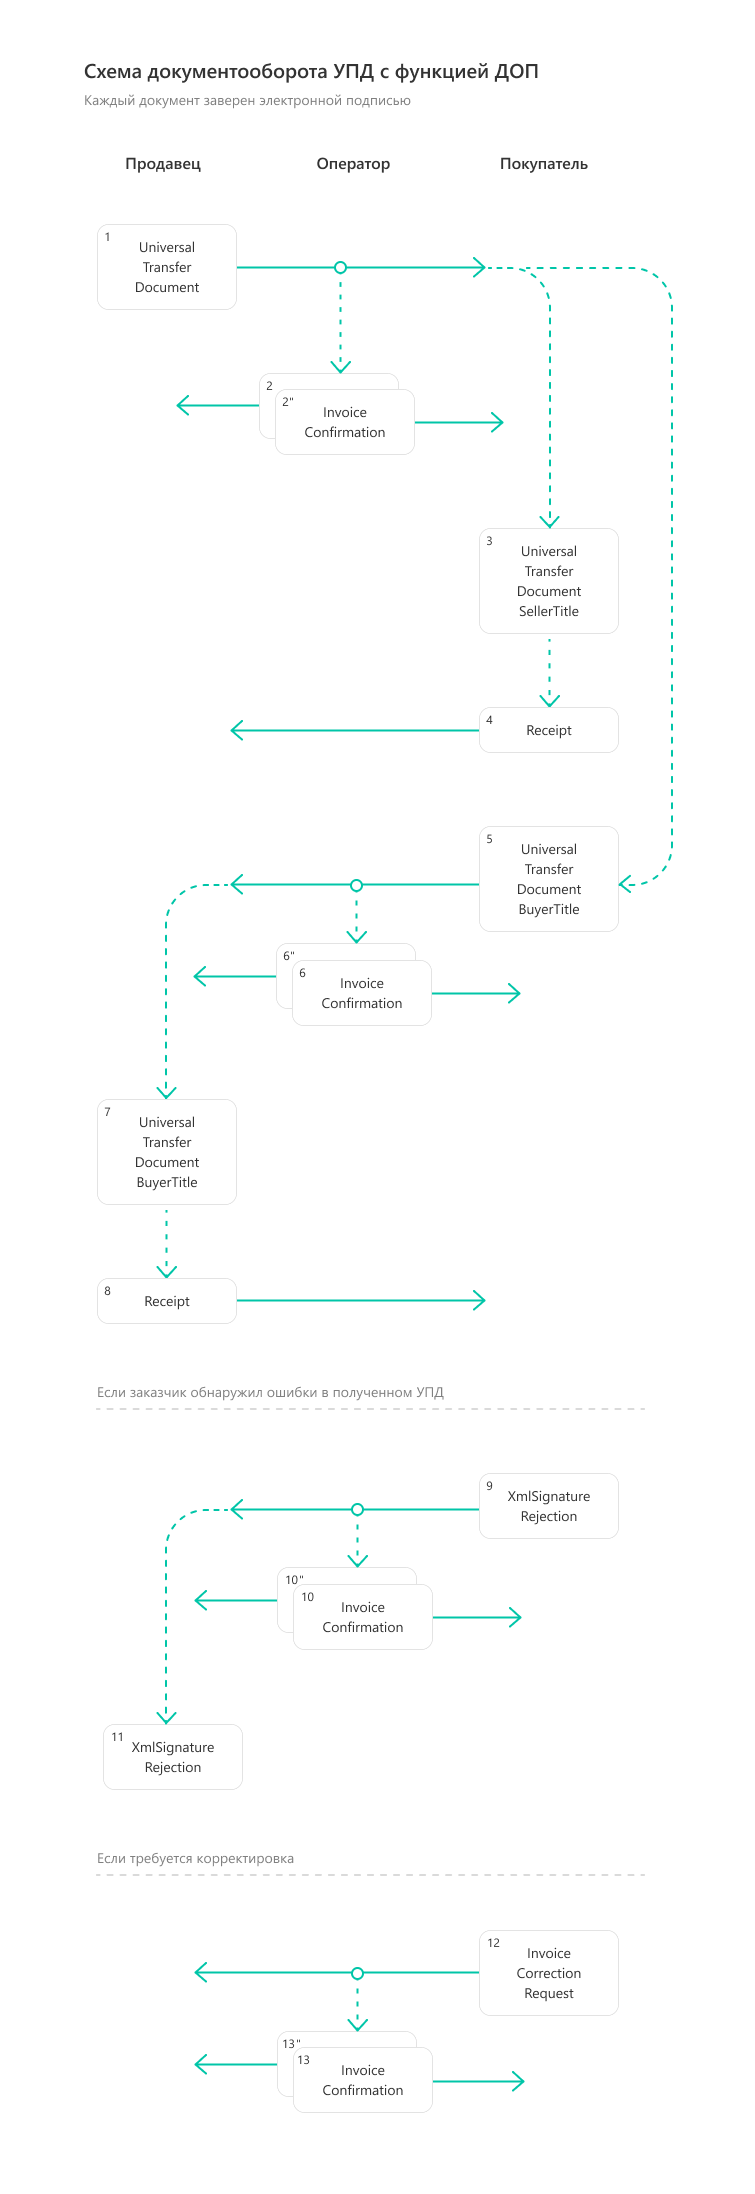 Схема документооборота УПД с функцией ДОП
Каждый документ заверен электронной подписью
Продавец
Оператор
Покупатель
1
Universal
Transfer
Document
2
2"
Invoice
Confirmation
3
Universal
Transfer
Document
SellerTitle
4
Receipt
5
Universal
Transfer
Document
BuyerTitle
6"
6
Invoice
Confirmation
7
Universal
Transfer
Document
BuyerTitle
8
Receipt
Если заказчик обнаружил ошибки в полученном УПД
9
XmlSignature
Rejection
10"
10
Invoice
Confirmation
11
XmlSignature
Rejection
Если требуется корректировка
12
Invoice
Correction
Request
13"
13
Invoice
Confirmation